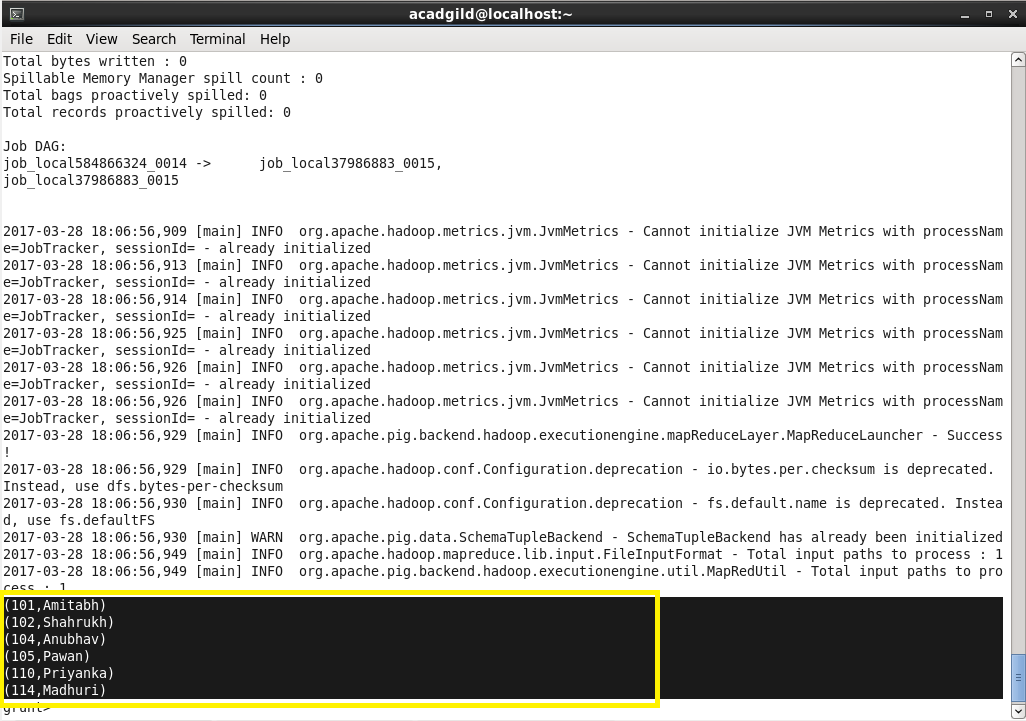 acadgild@localhost:~
File Edit View Search Terminal Help
Total bytes written : 0
Spillable Memory Manager spill count : 0
Total bags proactively spilled: 0
Total records proactively spilled: 0
Job DAG:
job_local584866324_0014 -> job_local37986883_0015,
job_local37986883_0015
2017-03-28 18:06:56,909 [main] INFO org.apache.hadoop.metrics.jvm.JvmMetrics - Cannot initialize JVM Metrics with processNam
e=JobTracker, sessionId= - already initialized
2017-03-28 18:06:56,913 [main] INFO org.apache.hadoop.metrics.jvm.JvmMetrics - Cannot initialize JVM Metrics with processNam
e=JobTracker, sessionId= - already initialized
2017-03-28 18:06:56,914 [main] INFO org.apache.hadoop.metrics.jvm.JvmMetrics - Cannot initialize JVM Metrics with processNam
e=JobTracker, sessionId= - already initialized
2017-03-28 18:06:56,925 [main] INFO org.apache.hadoop.metrics.jvm.JvmMetrics - Cannot initialize JVM Metrics with processNam
e=JobTracker, sessionId= - already initialized
2017-03-28 18:06:56,926 [main] INFO org.apache.hadoop.metrics.jvm.JvmMetrics - Cannot initialize JVM Metrics with processNam
e=JobTracker, sessionId= - already initialized
2017-03-28 18:06:56,926 [main] INFO org.apache.hadoop.metrics.jvm.JvmMetrics - Cannot initialize JVM Metrics with processNam
e=JobTracker, sessionId= - already initialized
2017-03-28 18:06:56,929 [main] INFO org.apache.pig.backend.hadoop.executionengine.mapReduceLayer.MapReduceLauncher - Success
!
2017-03-28 18:06:56,929 [main] INFO org.apache.hadoop.conf.Configuration.deprecation - io.bytes.per.checksum is deprecated.
Instead, use dfs.bytes-per-checksum
2017-03-28 18:06:56,930 [main] INFO org.apache.hadoop.conf.Configuration.deprecation - fs.default.name is deprecated. Instea
d, use fs.defaultFS
2017-03-28 18:06:56,930 [main] WARN org.apache.pig.data.SchemaTupleBackend - SchemaTupleBackend has already been initialized
2017-03-28 18:06:56,949 [main] INFO org.apache.hadoop.mapreduce.lib.input.FileInputFormat - Total input paths to process : 1
2017-03-28 18:06:56,949 [main] INFO org.apache.pig.backend.hadoop.executionengine.util.MapRedUtil - Total input paths to pro
cess : 1
(101,Amitabh)
(102,Shahrukh)
(104,Anubhav)
(105,Pawan)
(110,Priyanka)
(114,Madhuri)
grunt>